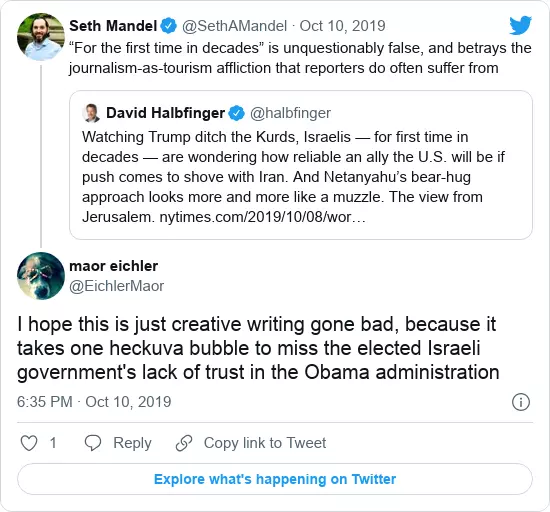 Seth Mandel @SethAMandel · Oct 10, 2019
“For the first time in decades” is unquestionably false, and betrays the
journalism-as-tourism affliction that reporters do often suffer from
David Halbfinger @halbfinger
Watching Trump ditch the Kurds, Israelis — for first time in
decades — are wondering how reliable an ally the U.S. will be if
push comes to shove with Iran. And Netanyahu’s bear-hug
approach looks more and more like a muzzle. The view from
Jerusalem. nytimes.com/2019/10/08/wor…
maor eichler
@EichlerMaor
I hope this is just creative writing gone bad, because it
takes one heckuva bubble to miss the elected Israeli
government's lack of trust in the Obama administration
6:35 PM · Oct 10, 2019
1 Reply Copy link to Tweet
Explore what's happening on Twitter